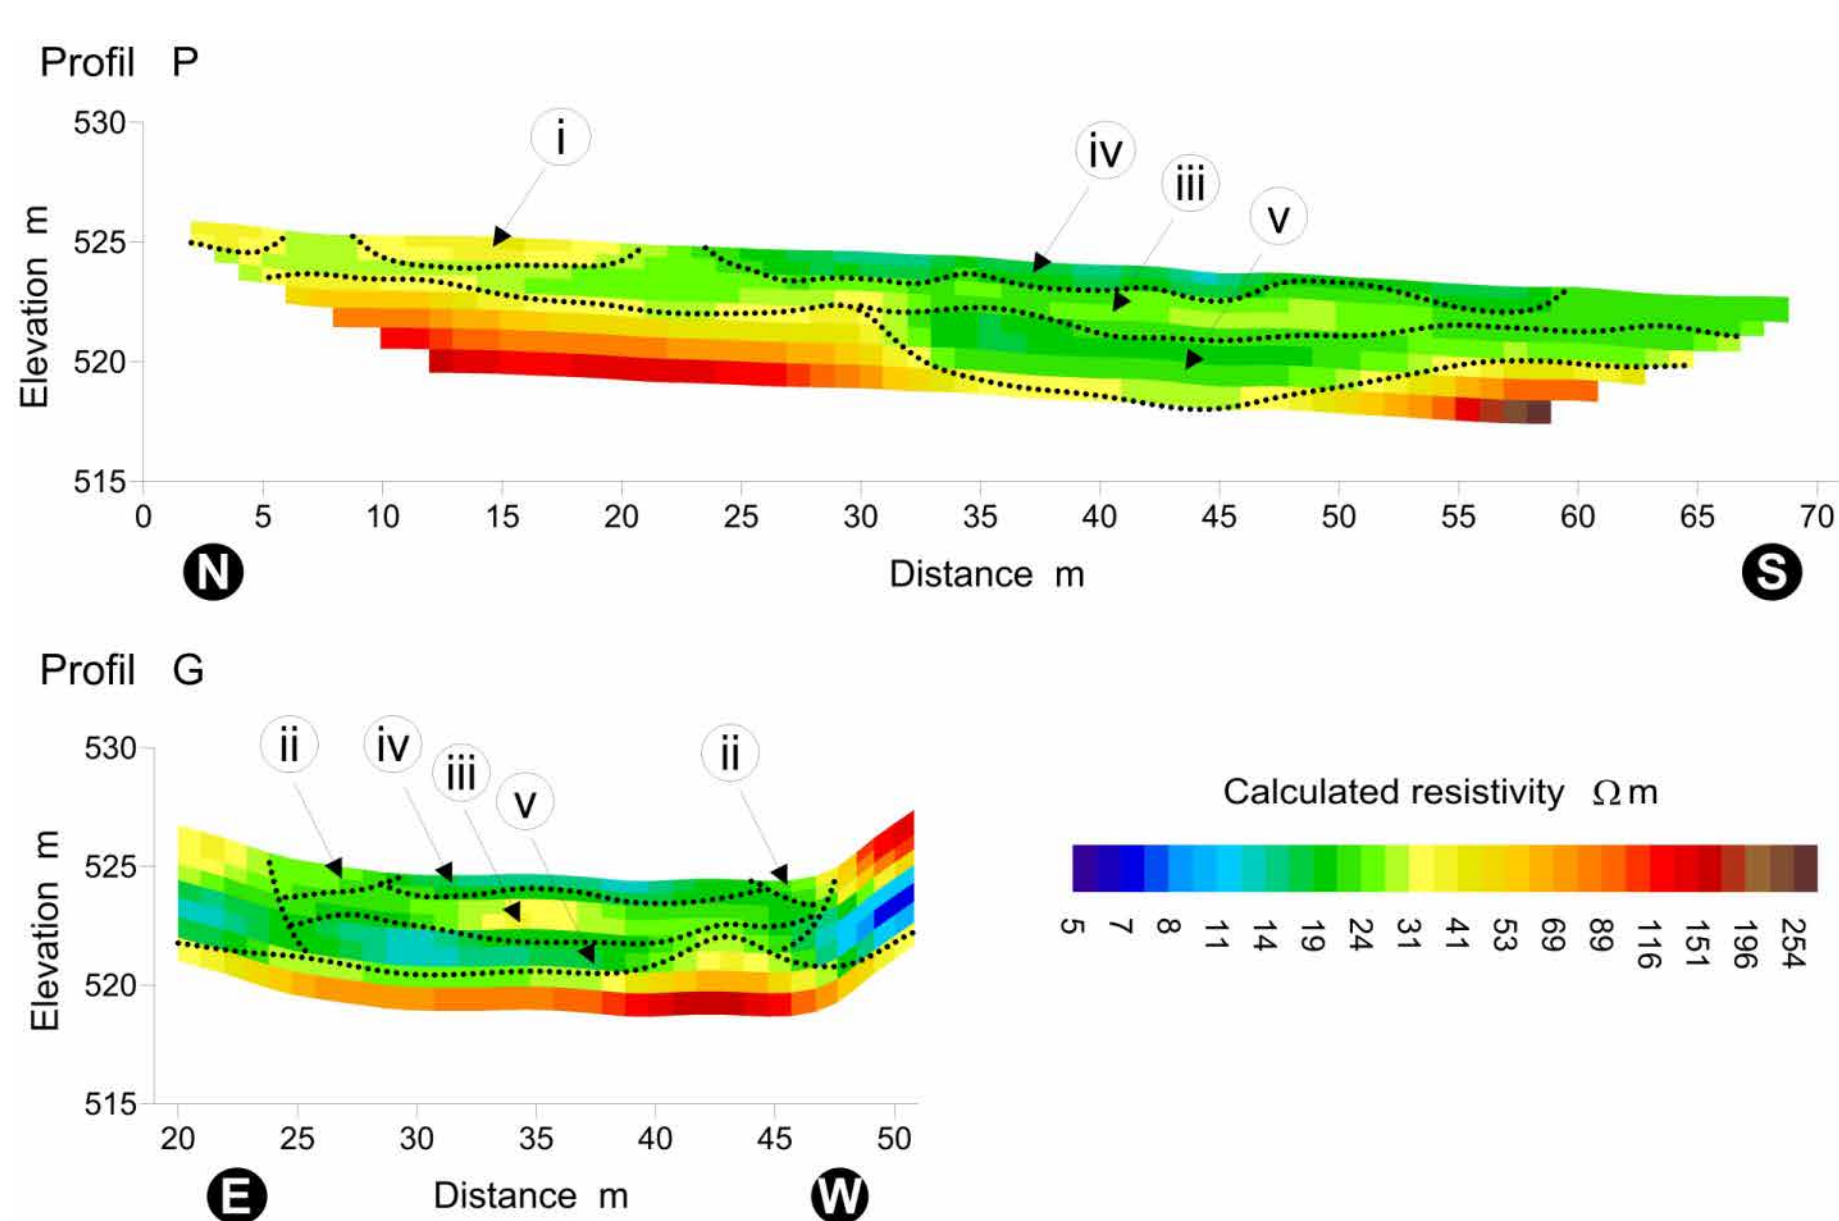 Profil P
530
525
520
515
Elevation m
i
iv
iii
v
0 5 10 15 20 25 30 35 40 45 50 55 60 65 70
N
Distance m
S
Profil G
530
525
520
515
Elevation m
ii
iv
iii
v
ii
20 25 30 35 40 45 50
E
Distance m
W
Calculated resistivity Ωm
5 7 8 11 14 19 24 31 41 53 69 89 116 151 196 254